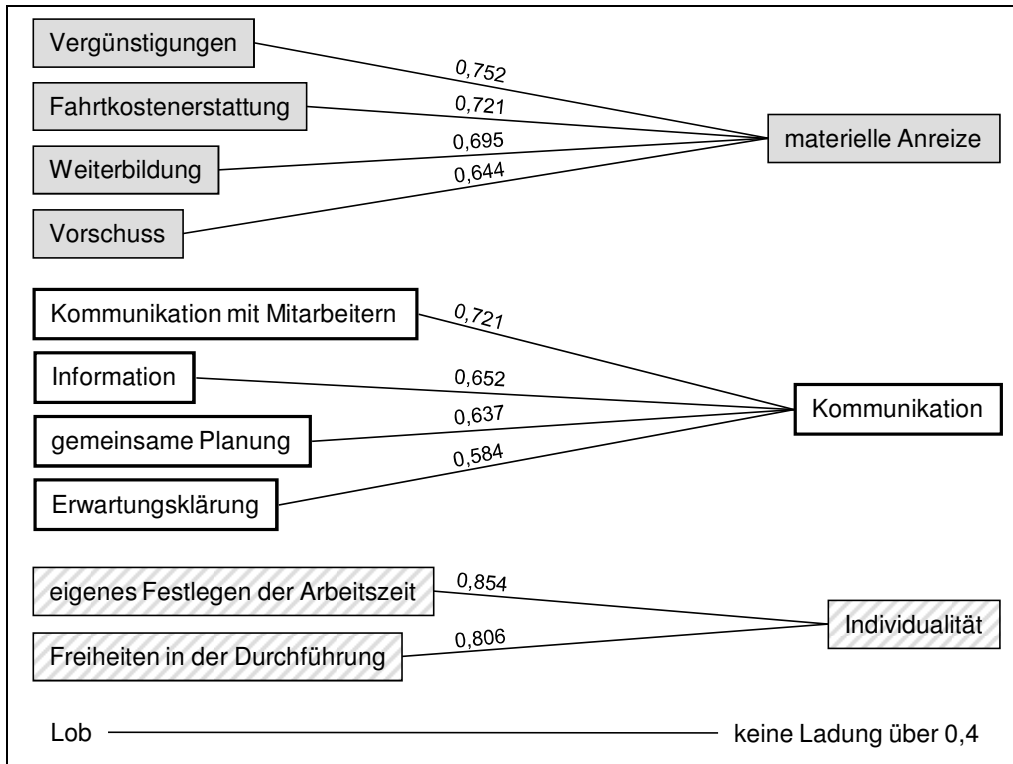 Vergünstigungen
0,752
Fahrtkostenerstattung
0,721
materielle Anreize
Weiterbildung
0,695
Vorschuss
0,644
Kommunikation mit Mitarbeitern
0,721
Information
0,652
Kommunikation
gemeinsame Planung
0,637
Erwartungsklärung
0,584
eigenes Festlegen der Arbeitszeit
0,854
Individualität
Freiheiten in der Durchführung
0,806
Lob
keine Ladung über 0,4